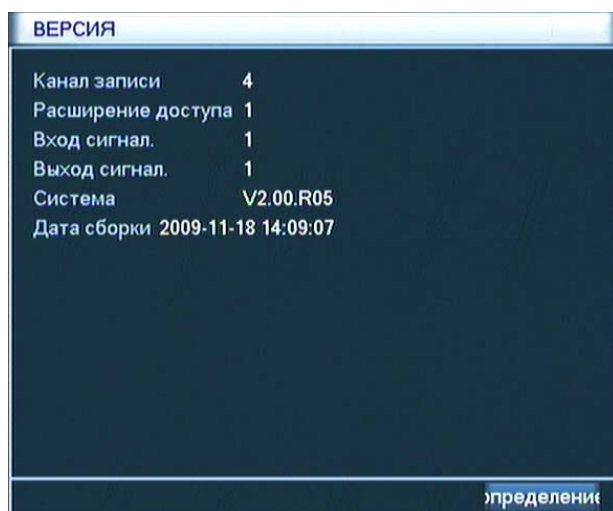 ВЕРСИЯ
Канал записи 4
Расширение доступа 1
Вход сигнал. 1
Выход сигнал. 1
Система V2.00.R05
Дата сборки 2009-11-18 14:09:07
определение